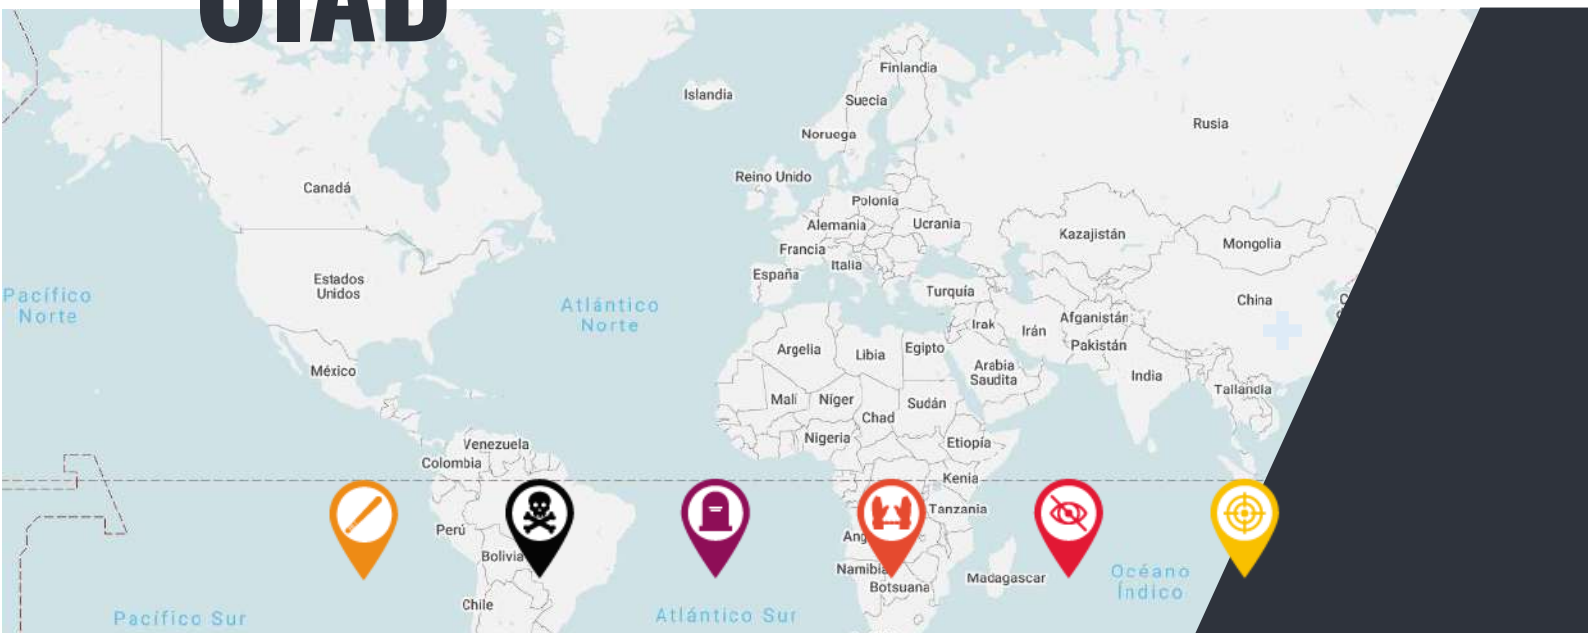 Finlandia
Islandia
Suecia
Rusia
Noruega
Reino Unido
Canadá
Polonia
Alemania
Ucrania
Kazajistán
Mongolia
Francia
Italia
España
Estados
Unidos
Turquía
Pacífico
Norte
China
Atlántico
Norte
Afganistán
Irak
Irán
Pakistán
Argelia
Libia
Egipto
Arabia
Saudita
México
India
Tailandia
Malí
Níger
Sudán
Chad
Nigeria
Etiopía
Venezuela
Colombia
Kenia
Tanzania
Perú
Ang
Bolivia
Namibia
Botsuana
Madagascar
Océano
Índico
Chile
Pacífico Sur
Atlántico Sur